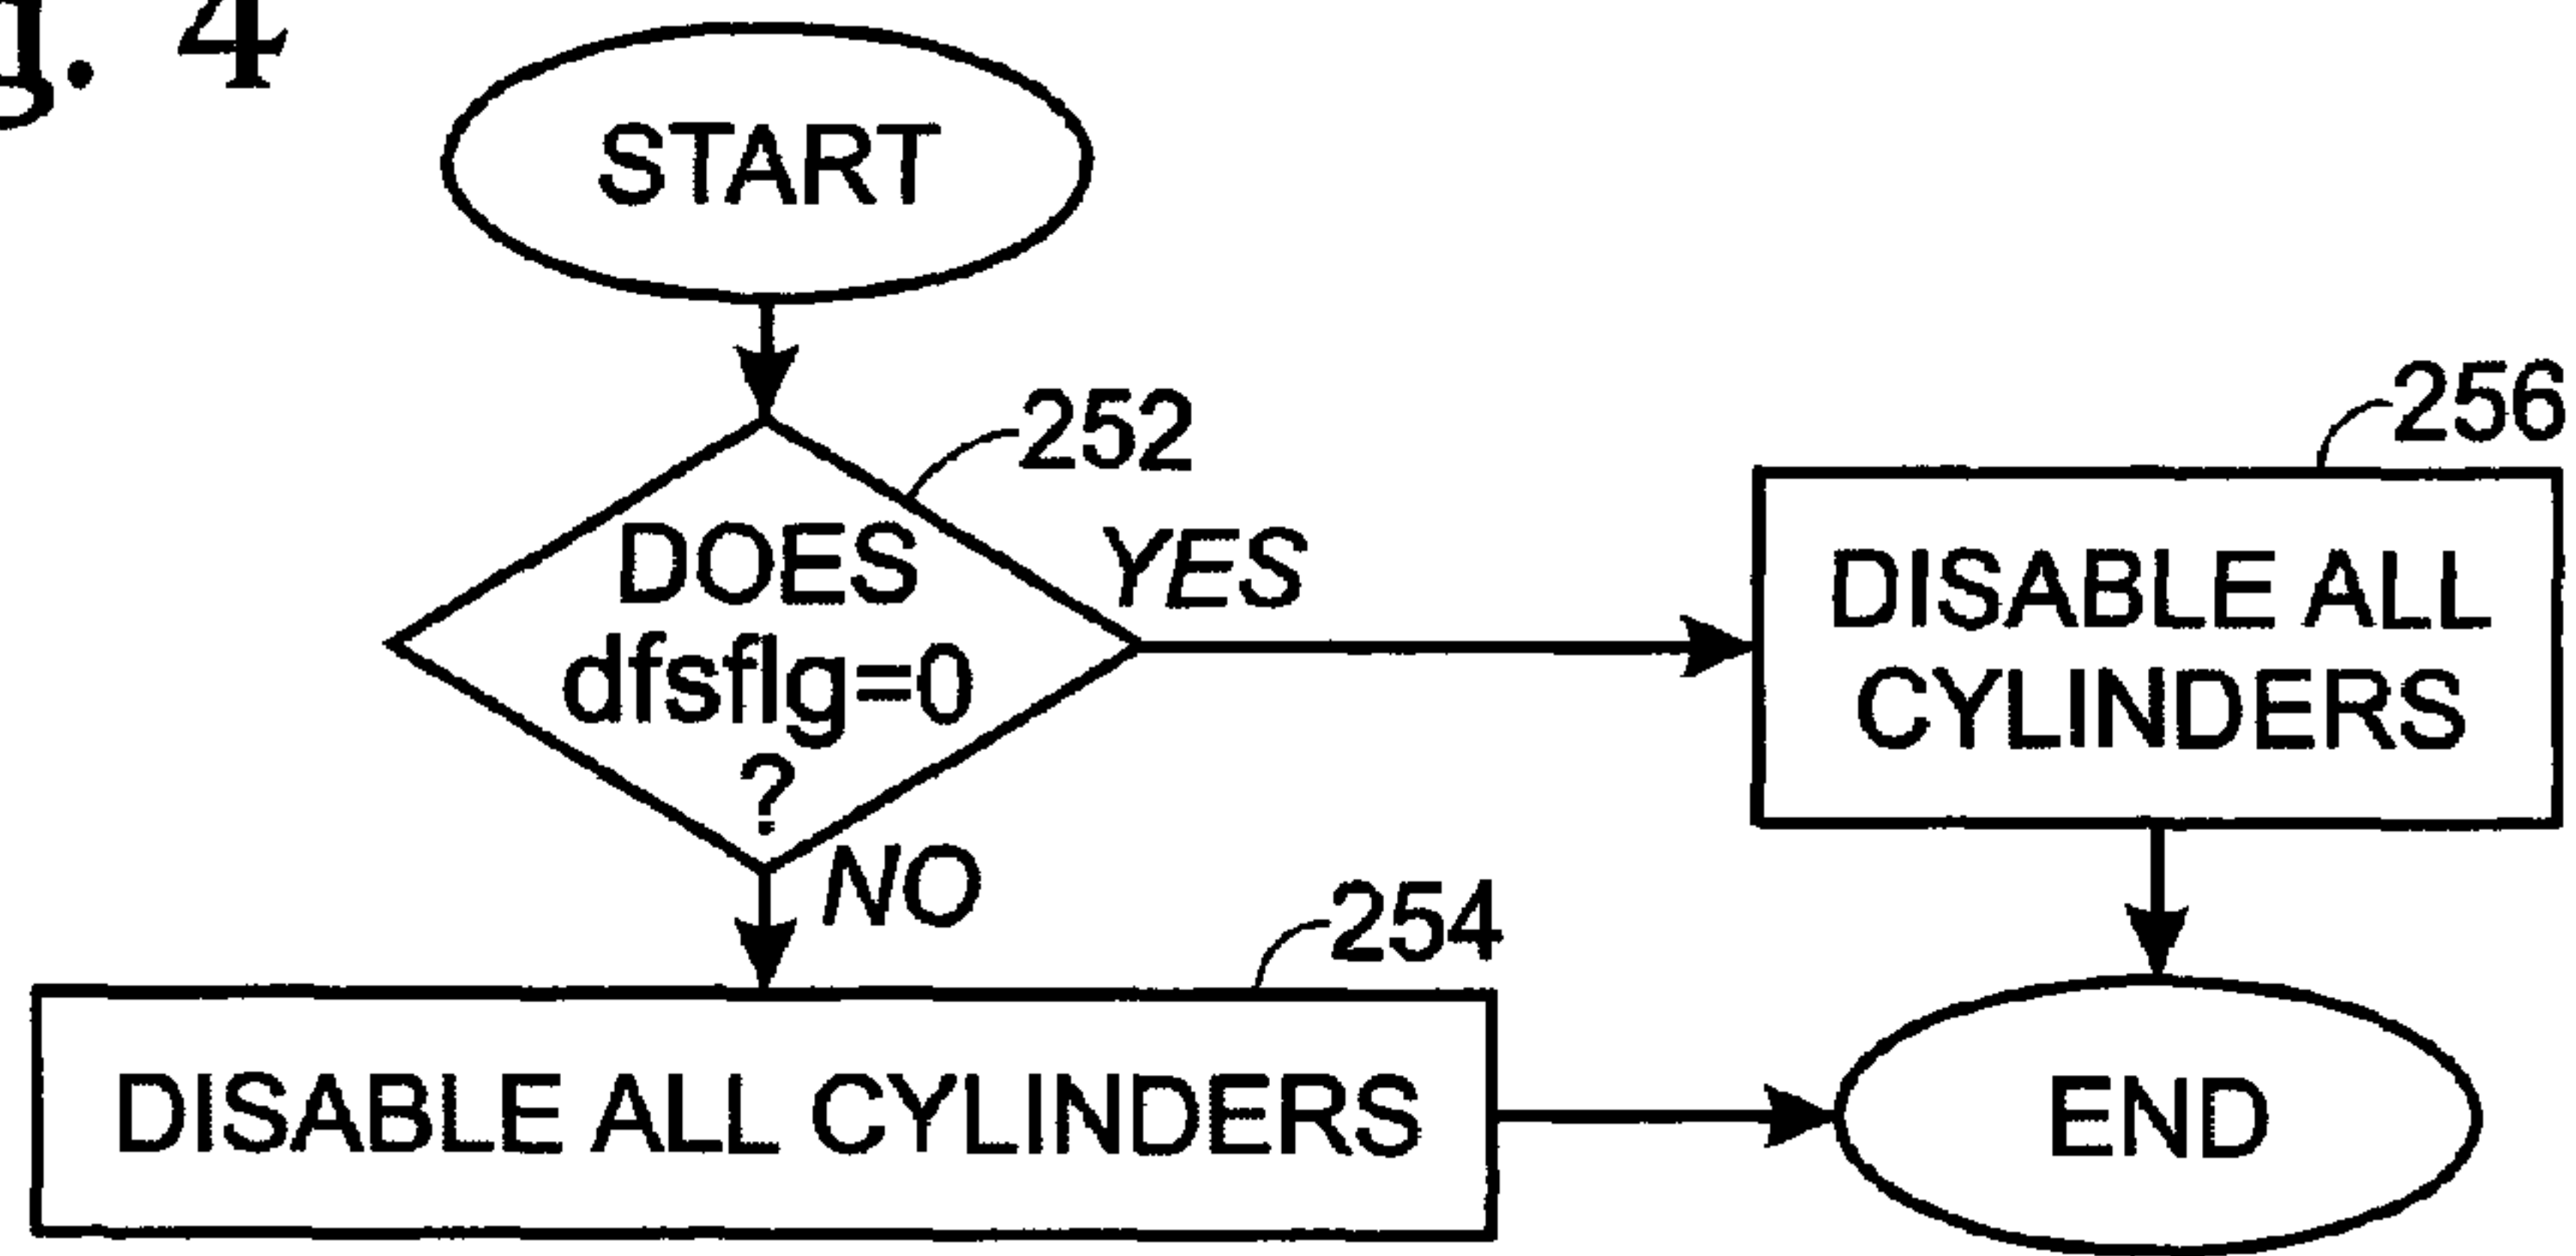 g. 4
START
252
DOES
dfsflg=0
?
YES
256
DISABLE ALL
CYLINDERS
NO
254
DISABLE ALL CYLINDERS
END